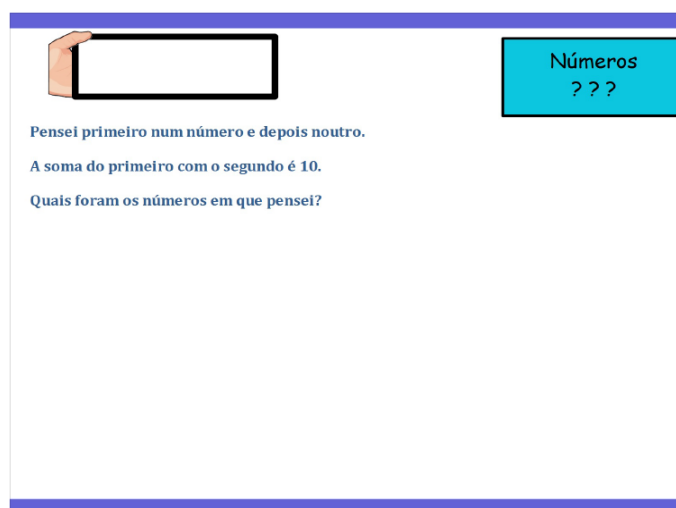 Números
? ? ?
Pensei primeiro num número e depois noutro.
A soma do primeiro com o segundo é 10.
Quais foram os números em que pensei?